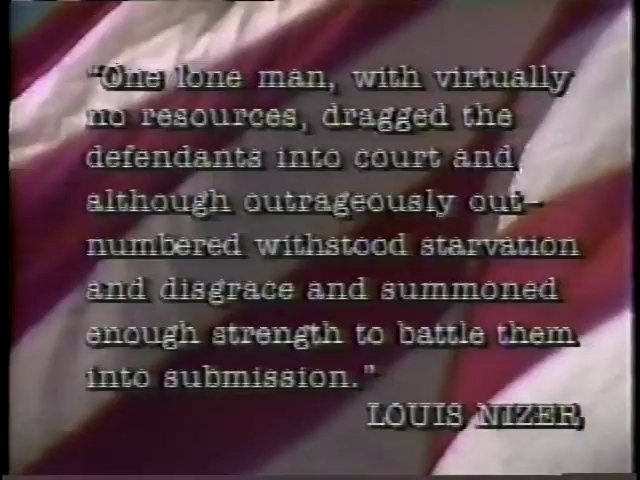 "One lone man, with virtually
no resources, dragged the
defendants into court and,
although outrageously out-
numbered withstood starvation
and disgrace and summoned
enough strength to battle them
into submission."
LOUIS NIZER